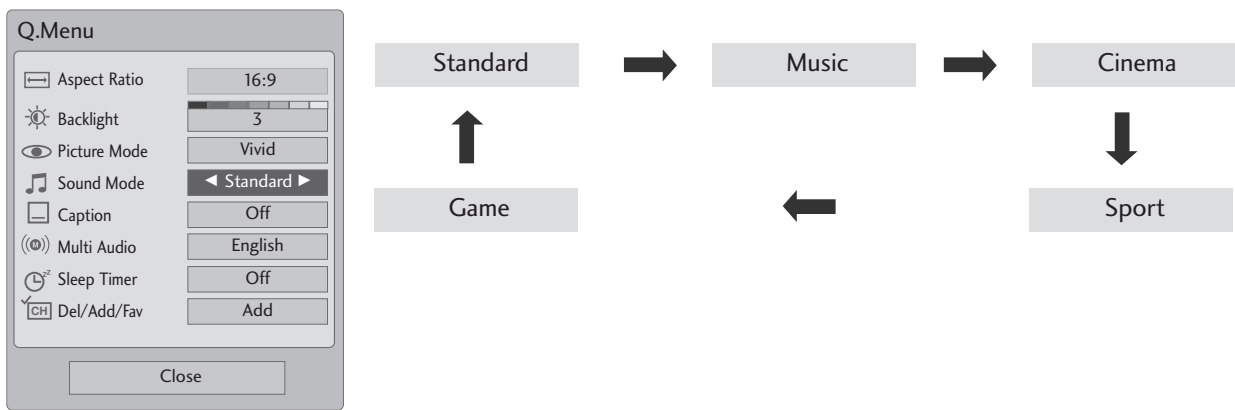 Q.Menu
Aspect Ratio 16:9
Backlight 3
Picture Mode Vivid
Sound Mode ◄ Standard ►
Caption Off
Multi Audio English
Sleep Timer Off
CH Del/Add/Fav Add
Close
Standard Music Cinema
Game Sport